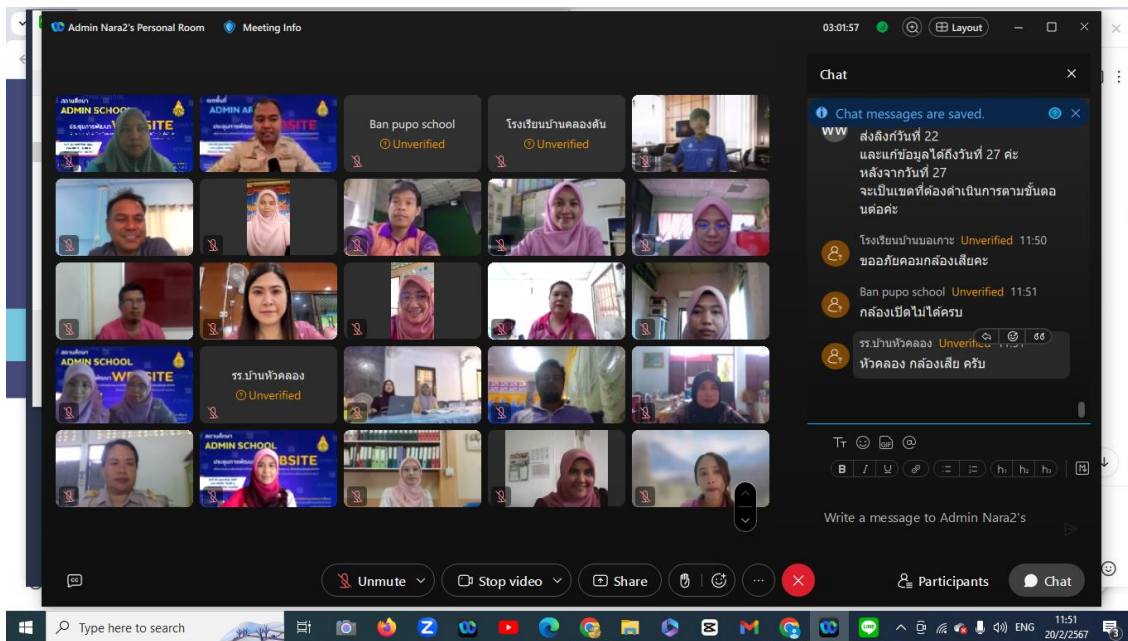 Admin Nara2's Personal Room
Meeting Info
03:01:57
Layout
สถานศึกษา
ADMIN SCHOOL
ADMIN
Ban pupo school
Unverified
โรงเรียนบ้านคลองตัน
Unverified
ADMIN SCHOOL
WEBSITE
รร.บ้านหัวคลอง
Unverified
ADMIN SCHOOL
WEBSITE
Chat
Chat messages are saved.
WW
ส่งลิงก์วันที่ 22
และแก้ข้อมูลได้ถึงวันที่ 27 ค่ะ
หลังจากวันที่ 27
จะเป็นเขตที่ต้องดำเนินการตามขั้นตอ
นต่อค่ะ
โรงเรียนบ้านบอเกาะ Unverified 11:50
ขออภัยคอมกล้องเสียคะ
Ban pupo school Unverified 11:51
กล้องเปิดไม่ได้ครบ
รร.บ้านหัวคลอง
หัวคลอง กล้องเสีย ครับ
Write a message to Admin Nara2's
Unmute
Stop video
Share
Participants
Chat
Type here to search
ENG
11:51
20/2/2567